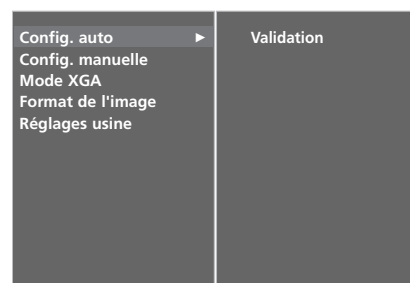 Config. auto ► Validation
Config. manuelle
Mode XGA
Format de l'image
Réglages usine